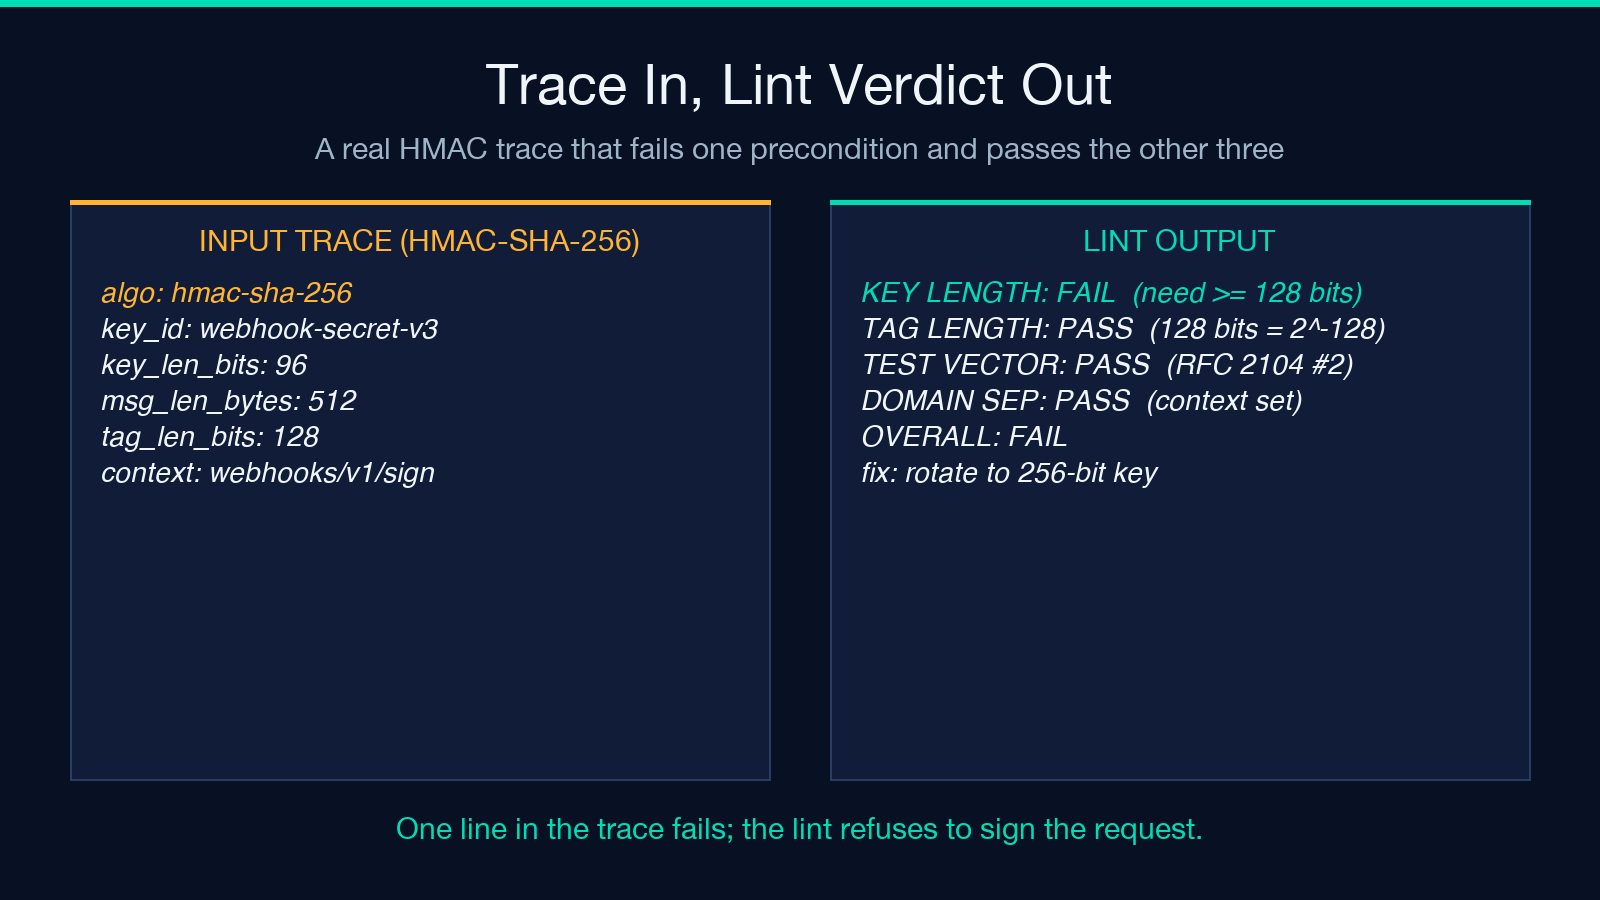 Trace In, Lint Verdict Out
A real HMAC trace that fails one precondition and passes the other three
INPUT TRACE (HMAC-SHA-256)
algo: hmac-sha-256
key_id: webhook-secret-v3
key_len_bits: 96
msg_len_bytes: 512
tag_len_bits: 128
context: webhooks/v1/sign
LINT OUTPUT
KEY LENGTH: FAIL (need >= 128 bits)
TAG LENGTH: PASS (128 bits = 2^-128)
TEST VECTOR: PASS (RFC 2104 #2)
DOMAIN SEP: PASS (context set)
OVERALL: FAIL
fix: rotate to 256-bit key
One line in the trace fails; the lint refuses to sign the request.